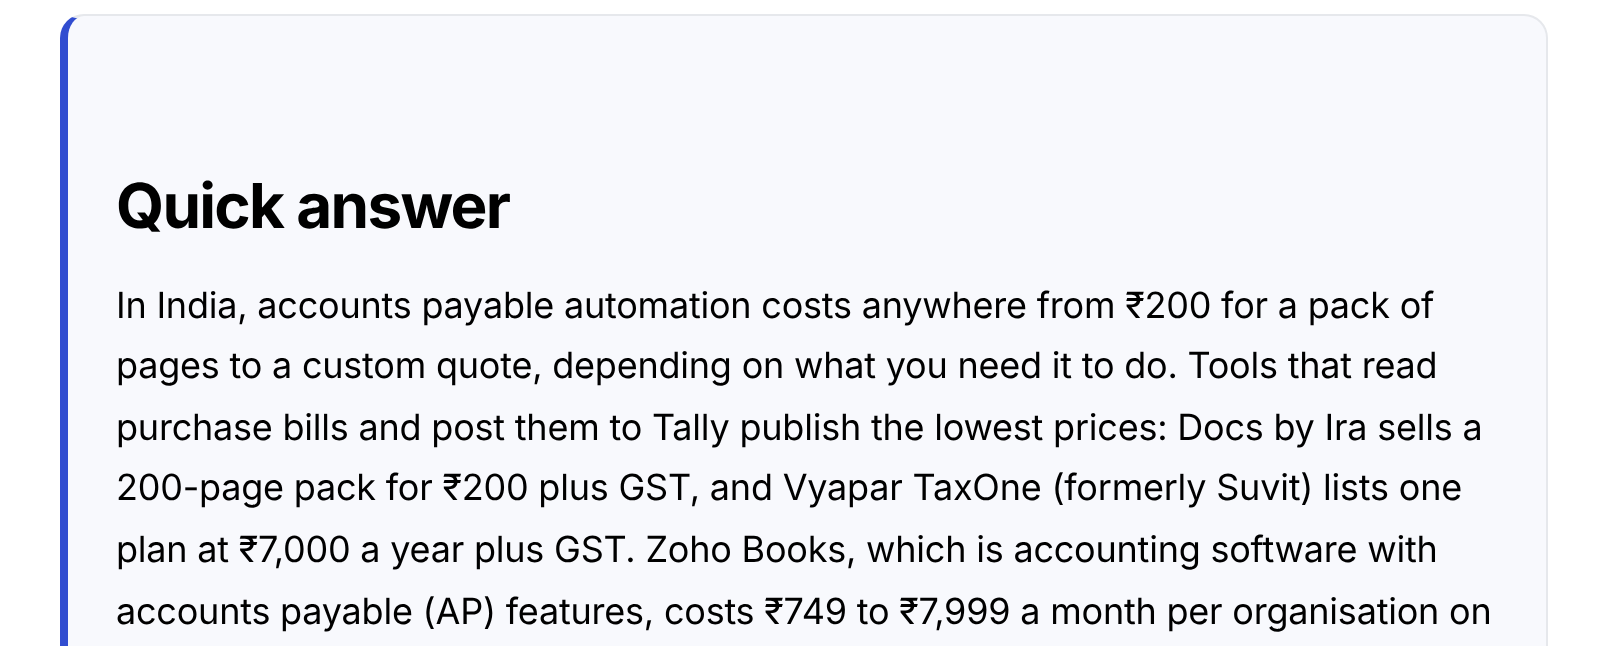 Quick answer
In India, accounts payable automation costs anywhere from ₹200 for a pack of
pages to a custom quote, depending on what you need it to do. Tools that read
purchase bills and post them to Tally publish the lowest prices: Docs by Ira sells a
200-page pack for ₹200 plus GST, and Vyapar TaxOne (formerly Suvit) lists one
plan at ₹7,000 a year plus GST. Zoho Books, which is accounting software with
accounts payable (AP) features, costs ₹749 to ₹7,999 a month per organisation on